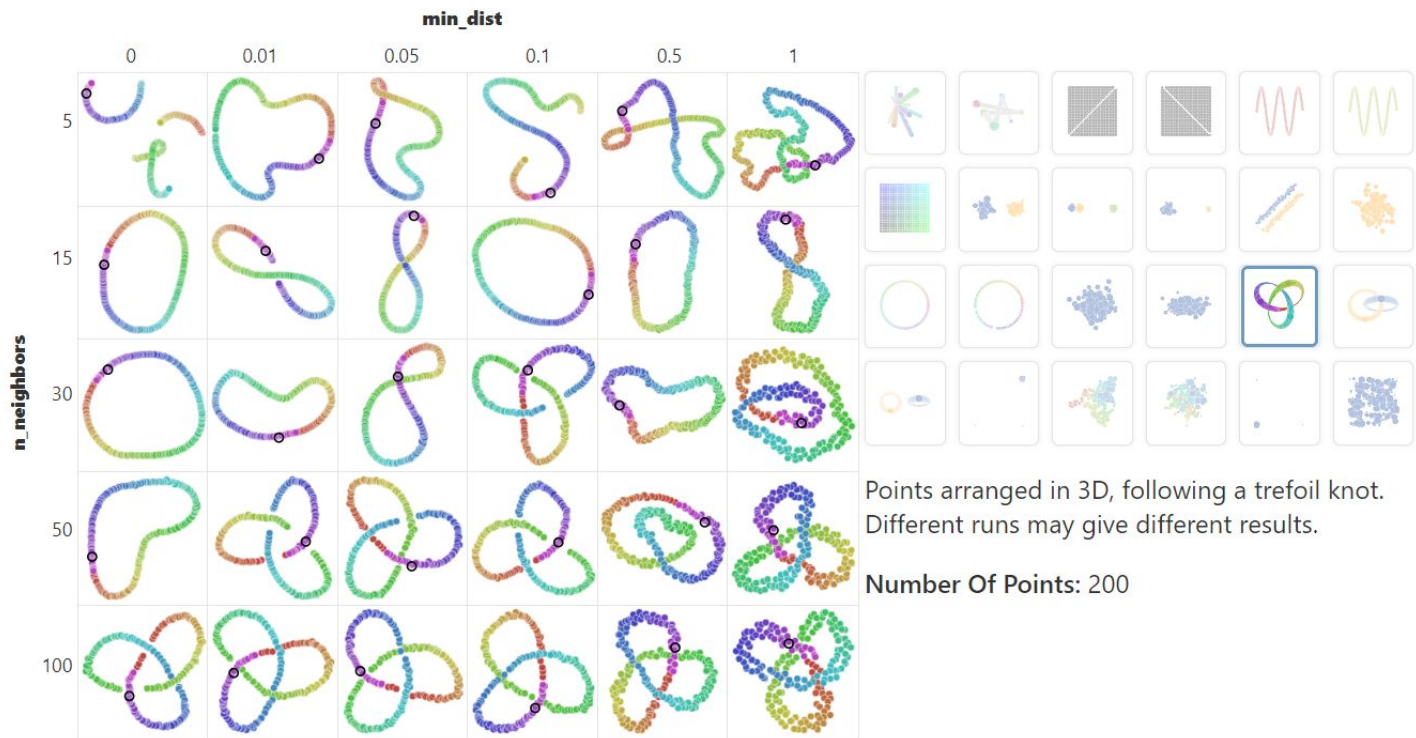 min_dist
0 0.01 0.05 0.1 0.5 1
n_neighbors
5
15
30
50
100
Points arranged in 3D, following a trefoil knot.
Different runs may give different results.
Number Of Points: 200